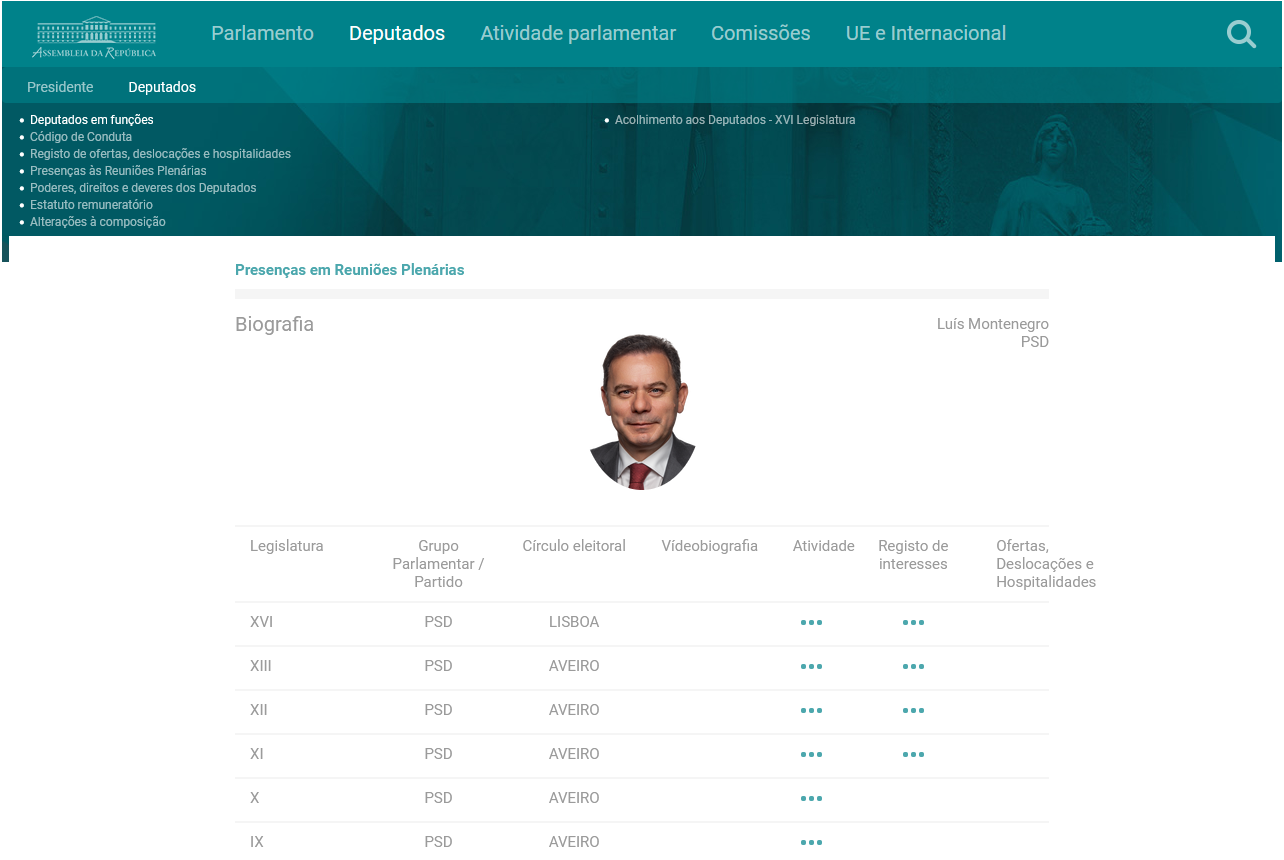 Parlamento Deputados Atividade parlamentar Comissões UE e Internacional
ASSEMBLEIA DA REPÚBLICA
Presidente Deputados
Deputados em funções
Código de Conduta
Registo de ofertas, deslocações e hospitalidades
Presenças às Reuniões Plenárias
Poderes, direitos e deveres dos Deputados
Estatuto remuneratório
Alterações à composição
Acolhimento aos Deputados - XVI Legislatura
Presenças em Reuniões Plenárias
Biografia
Luís Montenegro
PSD
Legislatura Grupo Parlamentar / Partido Círculo eleitoral Vídeobiografia Atividade Registo de interesses Ofertas, Deslocações e Hospitalidades
XVI PSD LISBOA
XIII PSD AVEIRO
XII PSD AVEIRO
XI PSD AVEIRO
X PSD AVEIRO
IX PSD AVEIRO